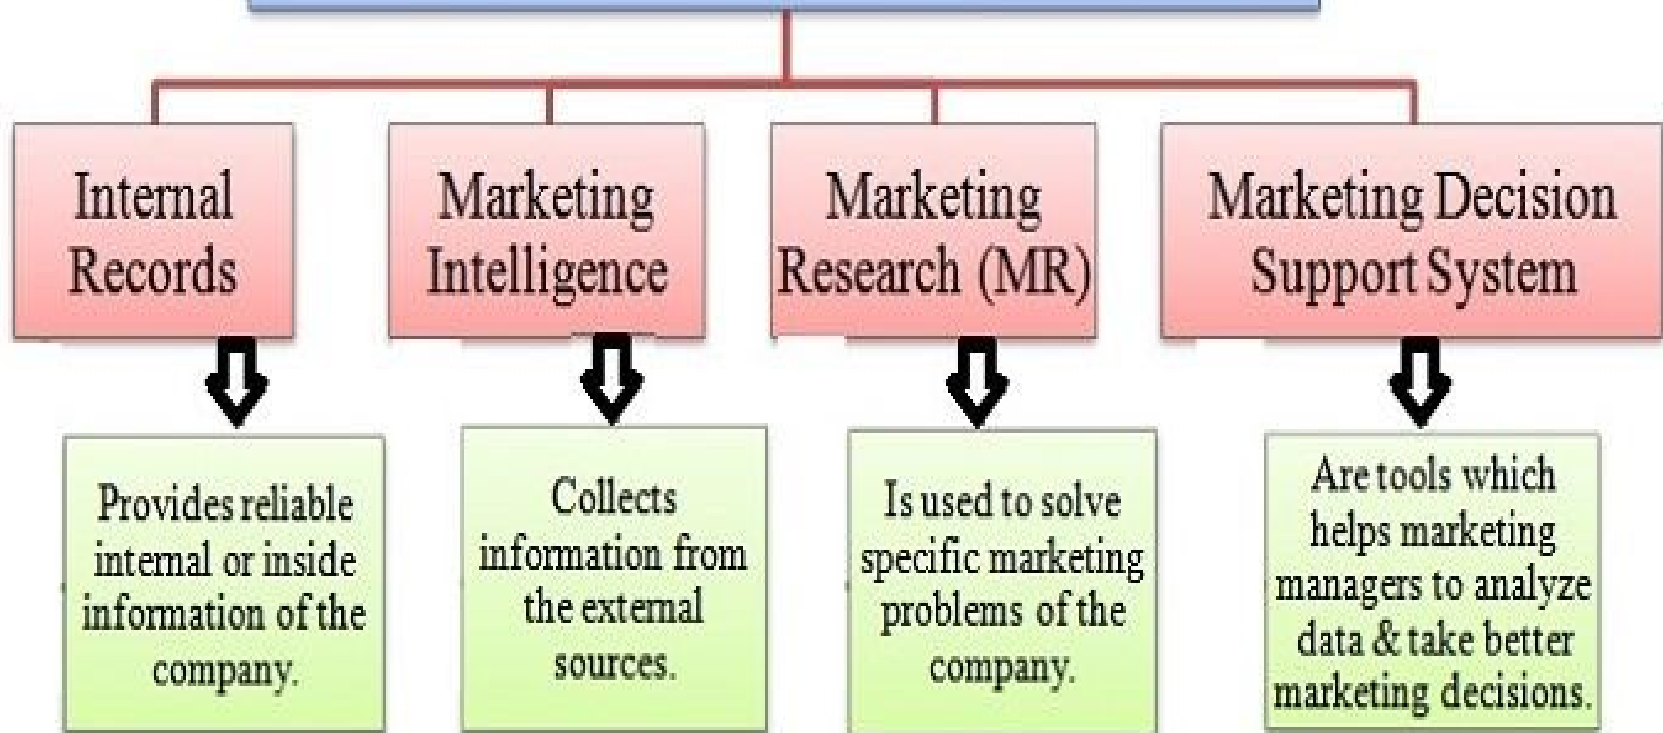 Internal
Records
Marketing
Intelligence
Marketing
Research (MR)
Marketing Decision
Support System
Provides reliable
internal or inside
information of the
company.
Collects
information from
the external
sources.
Is used to solve
specific marketing
problems of the
company.
Are tools which
helps marketing
managers to analyze
data & take better
marketing decisions.